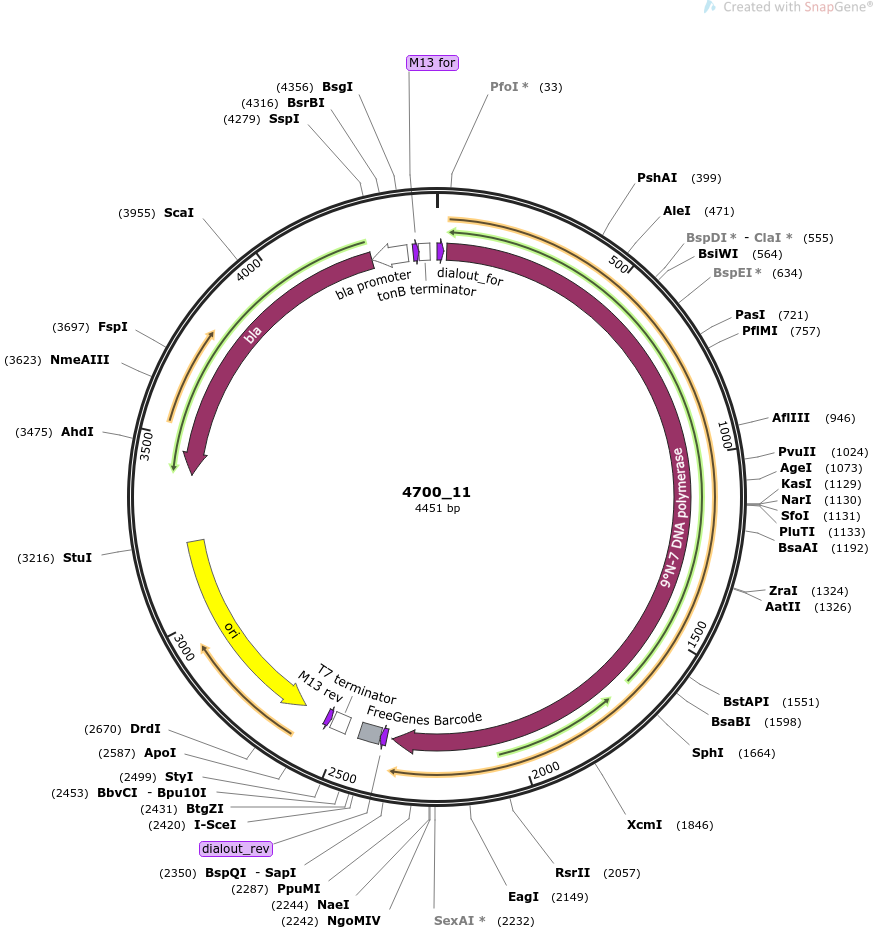 Created with SnapGene®
M13 for
(4356) BsgI
(4316) BsrBI
(4279) SspI
PfoI * (33)
PshAI (399)
AleI (471)
BspDI * - ClaI * (555)
BsiWI (564)
BspEI * (634)
PasI (721)
PflMI (757)
AflIII (946)
PvuII (1024)
AgeI (1073)
KasI (1129)
NarI (1130)
SfoI (1131)
PluTI (1133)
BsaAI (1192)
ZraI (1324)
AatII (1326)
BstAPI (1551)
BsaBI (1598)
SphI (1664)
XcmI (1846)
RsrII (2057)
EagI (2149)
SexAI * (2232)
(2242) NgoMIV
(2244) NaeI
(2287) PpuMI
(2350) BspQI - SapI
dialout_rev
(2420) I-SceI
(2431) BtgZI
(2453) BbvCI - Bpu10I
(2499) StyI
(2587) ApoI
(2670) DrdI
(3216) StuI
(3475) AhdI
(3623) NmeAIII
(3697) FspI
(3955) ScaI
500
1000
1500
2000
2500
3000
3500
4000
bla
bla promoter
tonB terminator
dialout_for
9°N-7 DNA polymerase
4700_11
4451 bp
ori
M13 rev
T7 terminator
FreeGenes Barcode